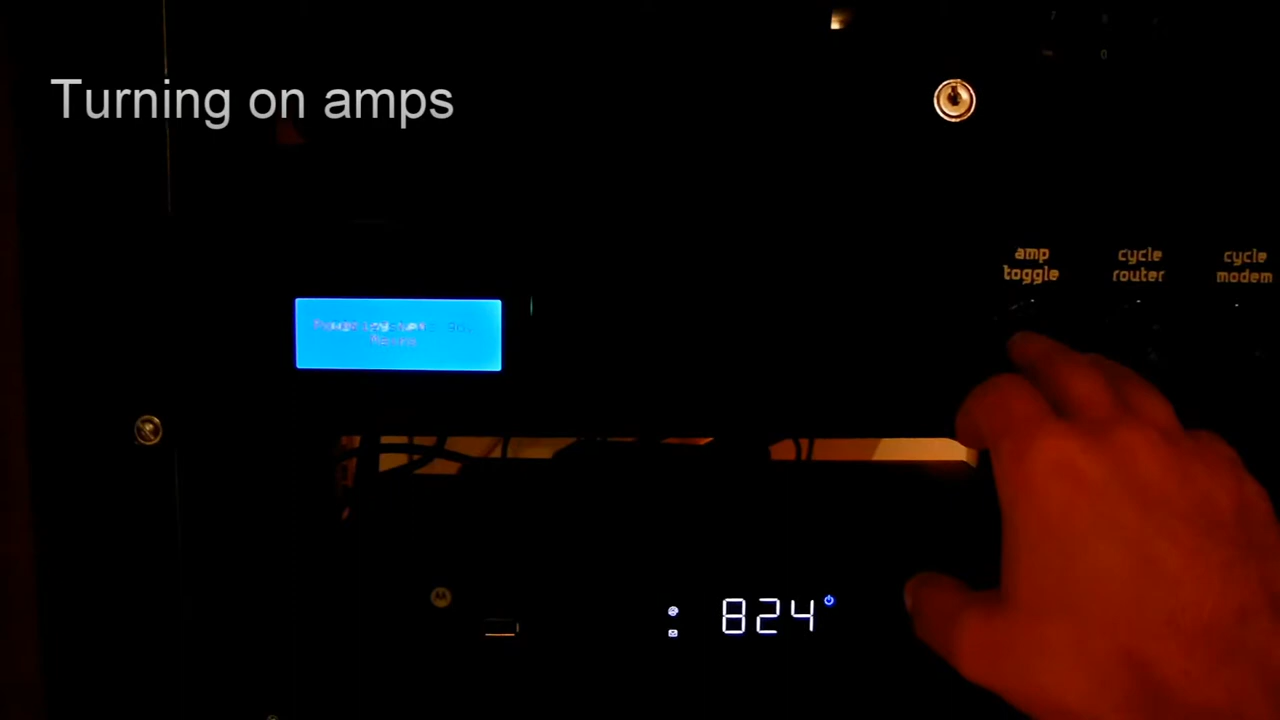 Turning on amps
amp
toggle
cycle
router
cycle
modem
824